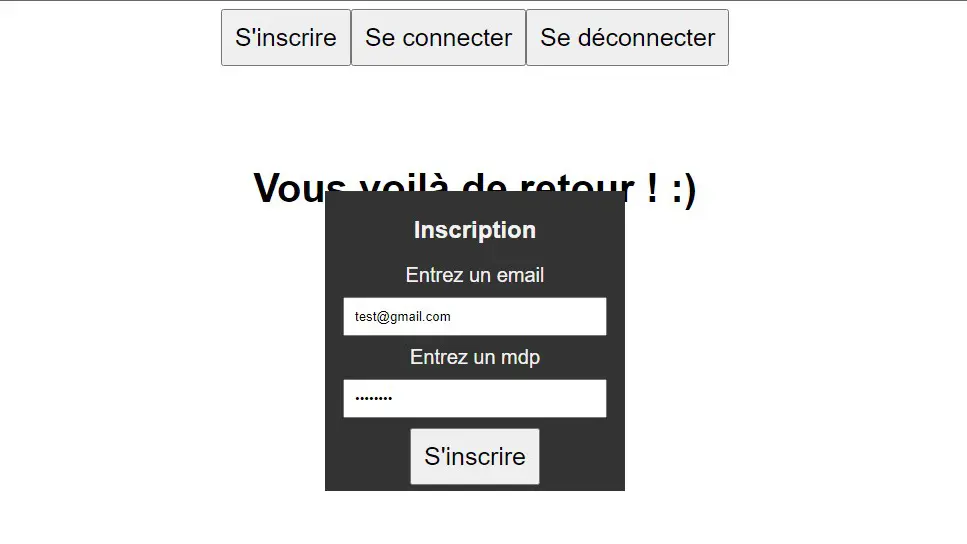 S'inscrire Se connecter Se déconnecter
Vous voilà de retour ! :)
Inscription
Entrez un email
test@gmail.com
Entrez un mdp
••••••••
S'inscrire